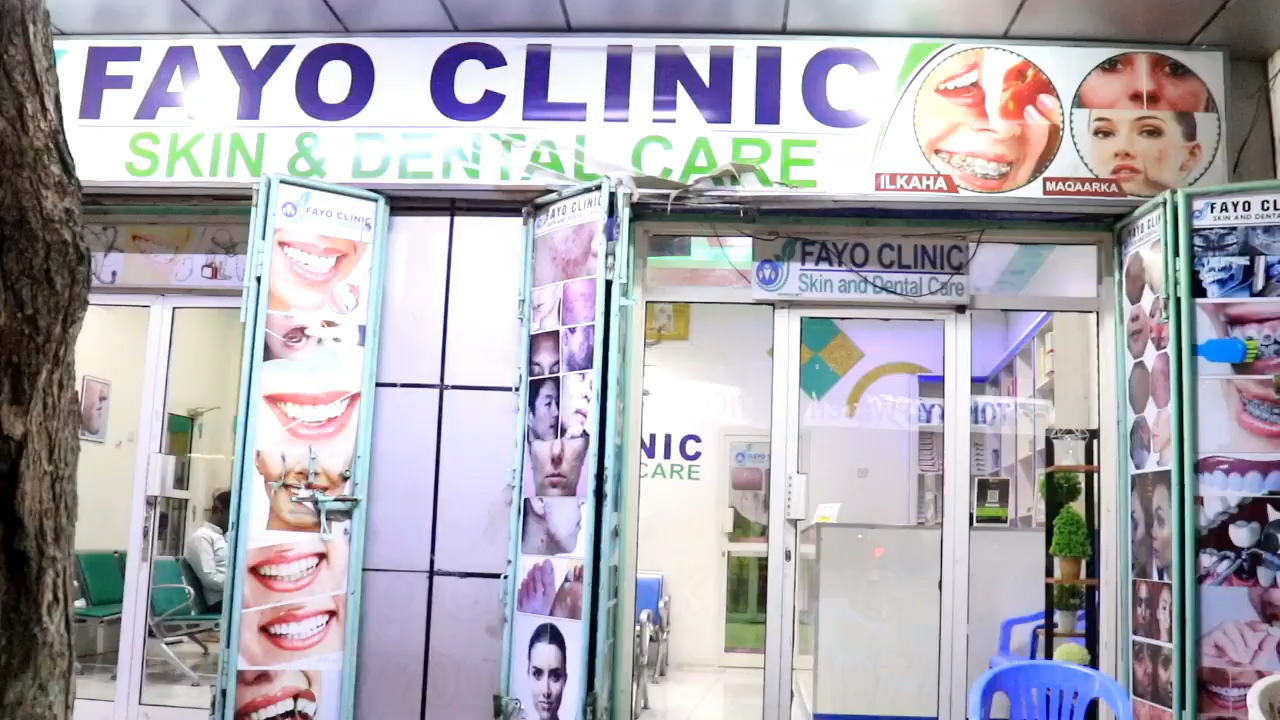 FAYO CLINIC
SKIN & DENTAL CARE
ILKAHA
MAQAARKA
FAYO CLINIC
FAYO CLINIC
FAYO CLINIC
Skin and Dental Care
FAYO CL
SKIN AND DENTA
NIC
CARE